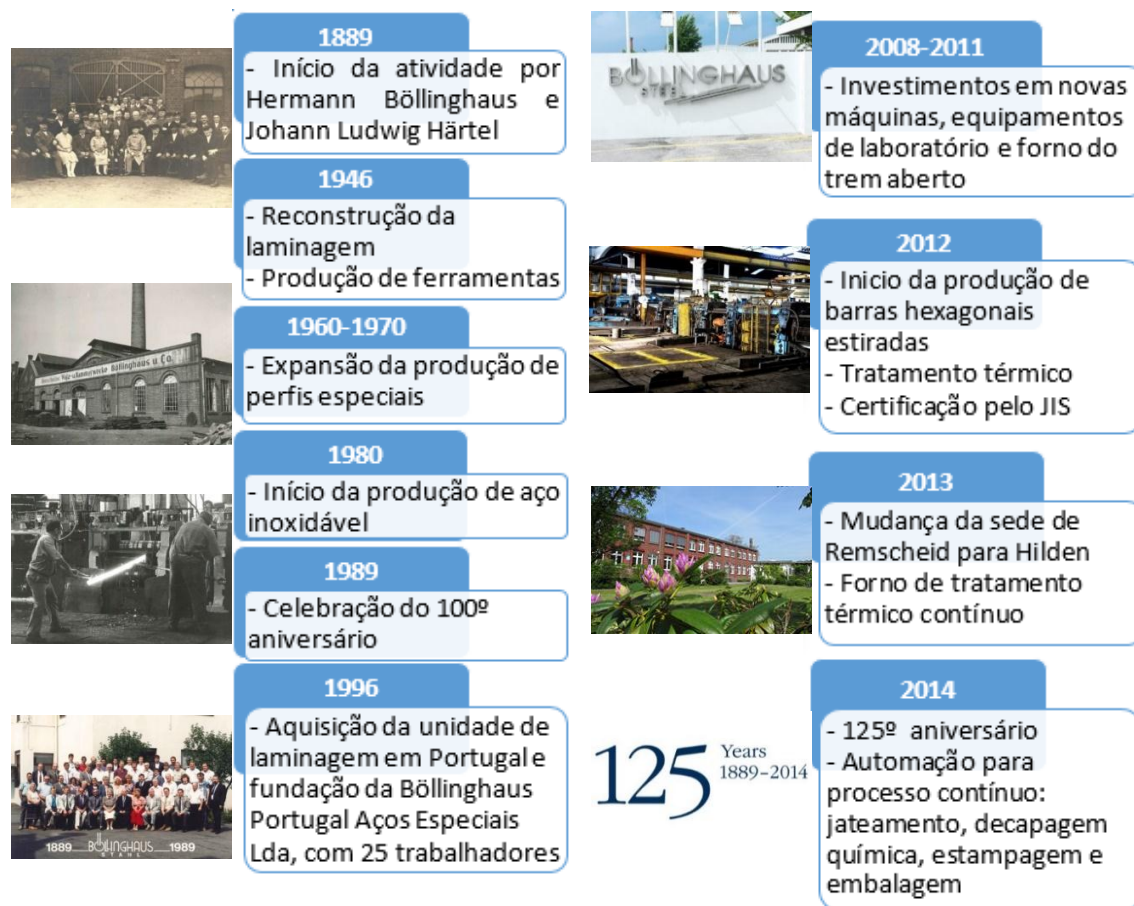 1889
- Início da atividade por
Hermann Böllinghaus e
Johann Ludwig Härtel
1946
- Reconstrução da
laminagem
- Produção de ferramentas
1960-1970
- Expansão da produção de
perfis especiais
1980
- Início da produção de aço
inoxidável
1989
- Celebração do 100º
aniversário
1996
- Aquisição da unidade de
laminagem em Portugal e
fundação da Böllinghaus
Portugal Aços Especiais
Lda, com 25 trabalhadores
Böllinghaus u. Co.
1889 BÖLLINGHAUS 1989
STAHL
BÖLLINGHAUS
STEEL
2008-2011
- Investimentos em novas
máquinas, equipamentos
de laboratório e forno do
trem aberto
2012
- Inicio da produção de
barras hexagonais
estiradas
- Tratamento térmico
- Certificação pelo JIS
2013
- Mudança da sede de
Remscheid para Hilden
- Forno de tratamento
térmico contínuo
2014
- 125º aniversário
- Automação para
processo contínuo:
jateamento, decapagem
química, estampagem e
embalagem
125 Years
1889–2014